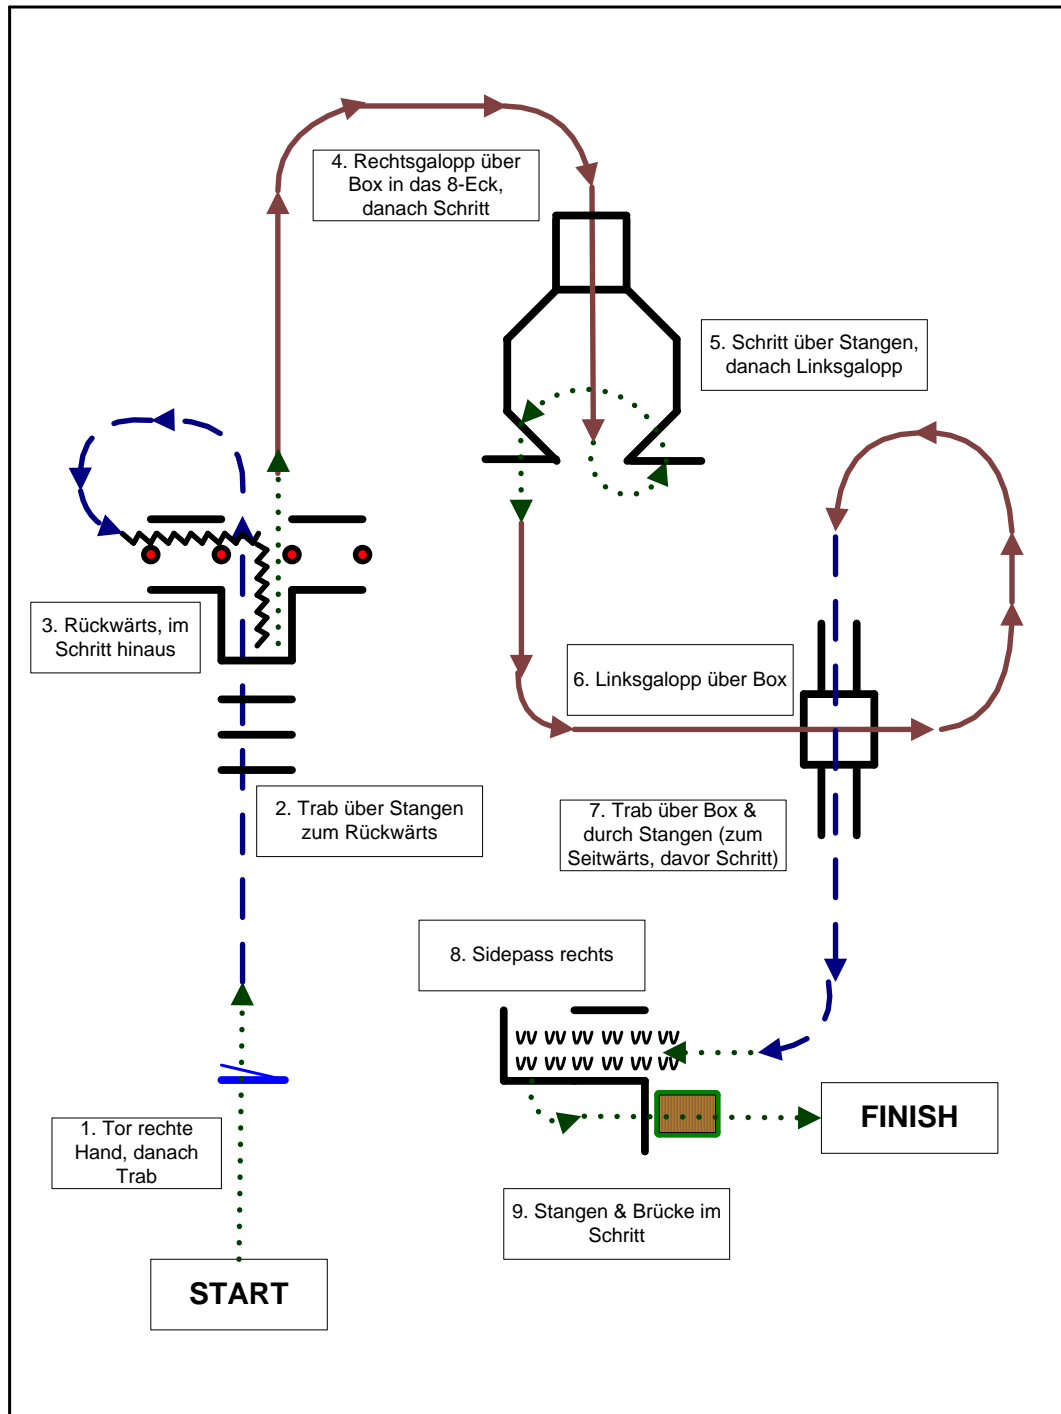 4. Rechtsgalopp über
Box in das 8-Eck,
danach Schritt
5. Schritt über Stangen,
danach Linksgalopp
3. Rückwärts, im
Schritt hinaus
6. Linksgalopp über Box
2. Trab über Stangen
zum Rückwärts
7. Trab über Box &
durch Stangen (zum
Seitwärts, davor Schritt)
8. Sidepass rechts
1. Tor rechte
Hand, danach
Trab
FINISH
9. Stangen & Brücke im
Schritt
START